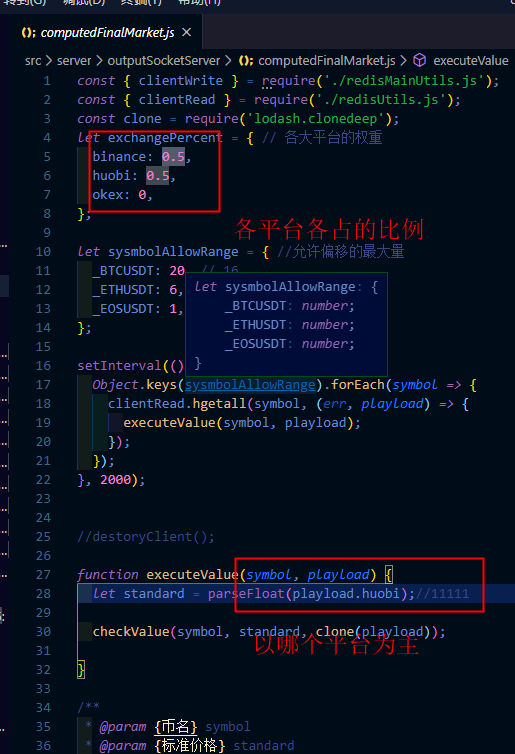 computedFinalMarket.js ×
src > server > outputSocketServer > computedFinalMarket.js > executeValue
1 const { clientWrite } = require('./redisMainUtils.js');
2 const { clientRead } = require('./redisUtils.js');
3 const clone = require('lodash.clonedeep');
4 let exchangePercent = { // 各大平台的权重
5 binance: 0.5,
6 huobi: 0.5,
7 okex: 0,
8 };
各平台各占的比例
9
10 let sysmbolAllowRange = { //允许偏移的最大量
11 _BTCUSDT: 20, // 16
12 _ETHUSDT: 6,
13 _EOSUSDT: 1,
14 };
let sysmbolAllowRange: {
_BTCUSDT: number;
_ETHUSDT: number;
_EOSUSDT: number;
}
15
16 setInterval(()
17 Object.keys(sysmbolAllowRange).forEach(symbol => {
18 clientRead.hgetall(symbol, (err, playload) => {
19 executeValue(symbol, playload);
20 });
21 });
22 }, 2000);
23
24
25 //destoryClient();
26
27 function executeValue(symbol, playload) {
28 let standard = parseFloat(playload.huobi);//11111
29
30 checkValue(symbol, standard, clone(playload));
以哪个平台为主
31
32 }
33
34 /**
35 * @param {币名} symbol
36 * @param {标准价格} standard